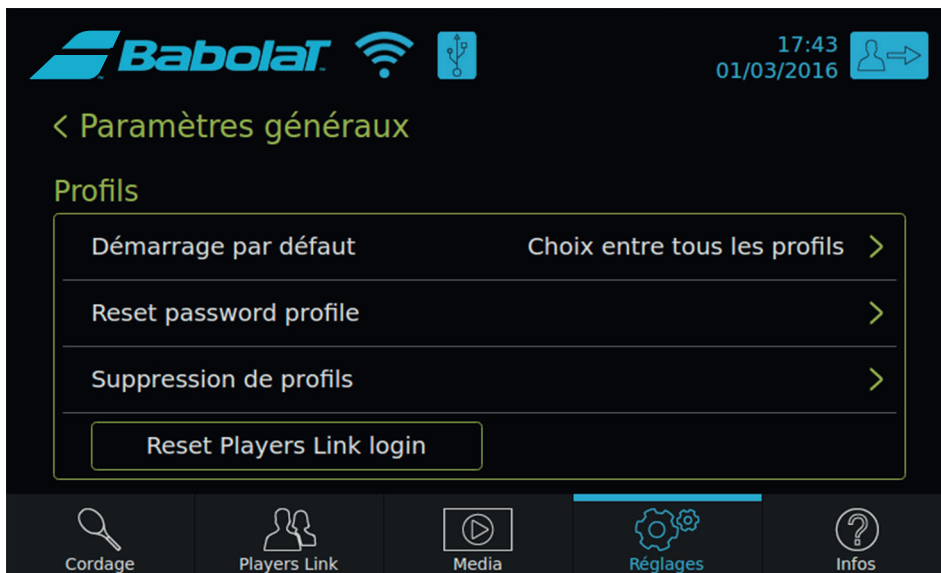 BabolaT
17:43
01/03/2016
< Paramètres généraux
Profils
Démarrage par défaut Choix entre tous les profils >
Reset password profile >
Suppression de profils >
Reset Players Link login
Cordage Players Link Media Réglages Infos